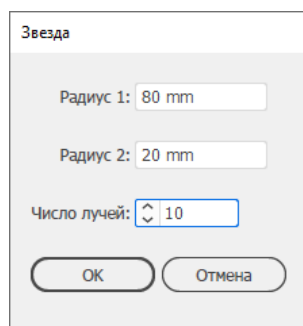 Звезда
Радиус 1: 80 mm
Радиус 2: 20 mm
Число лучей: 10
OK Отмена